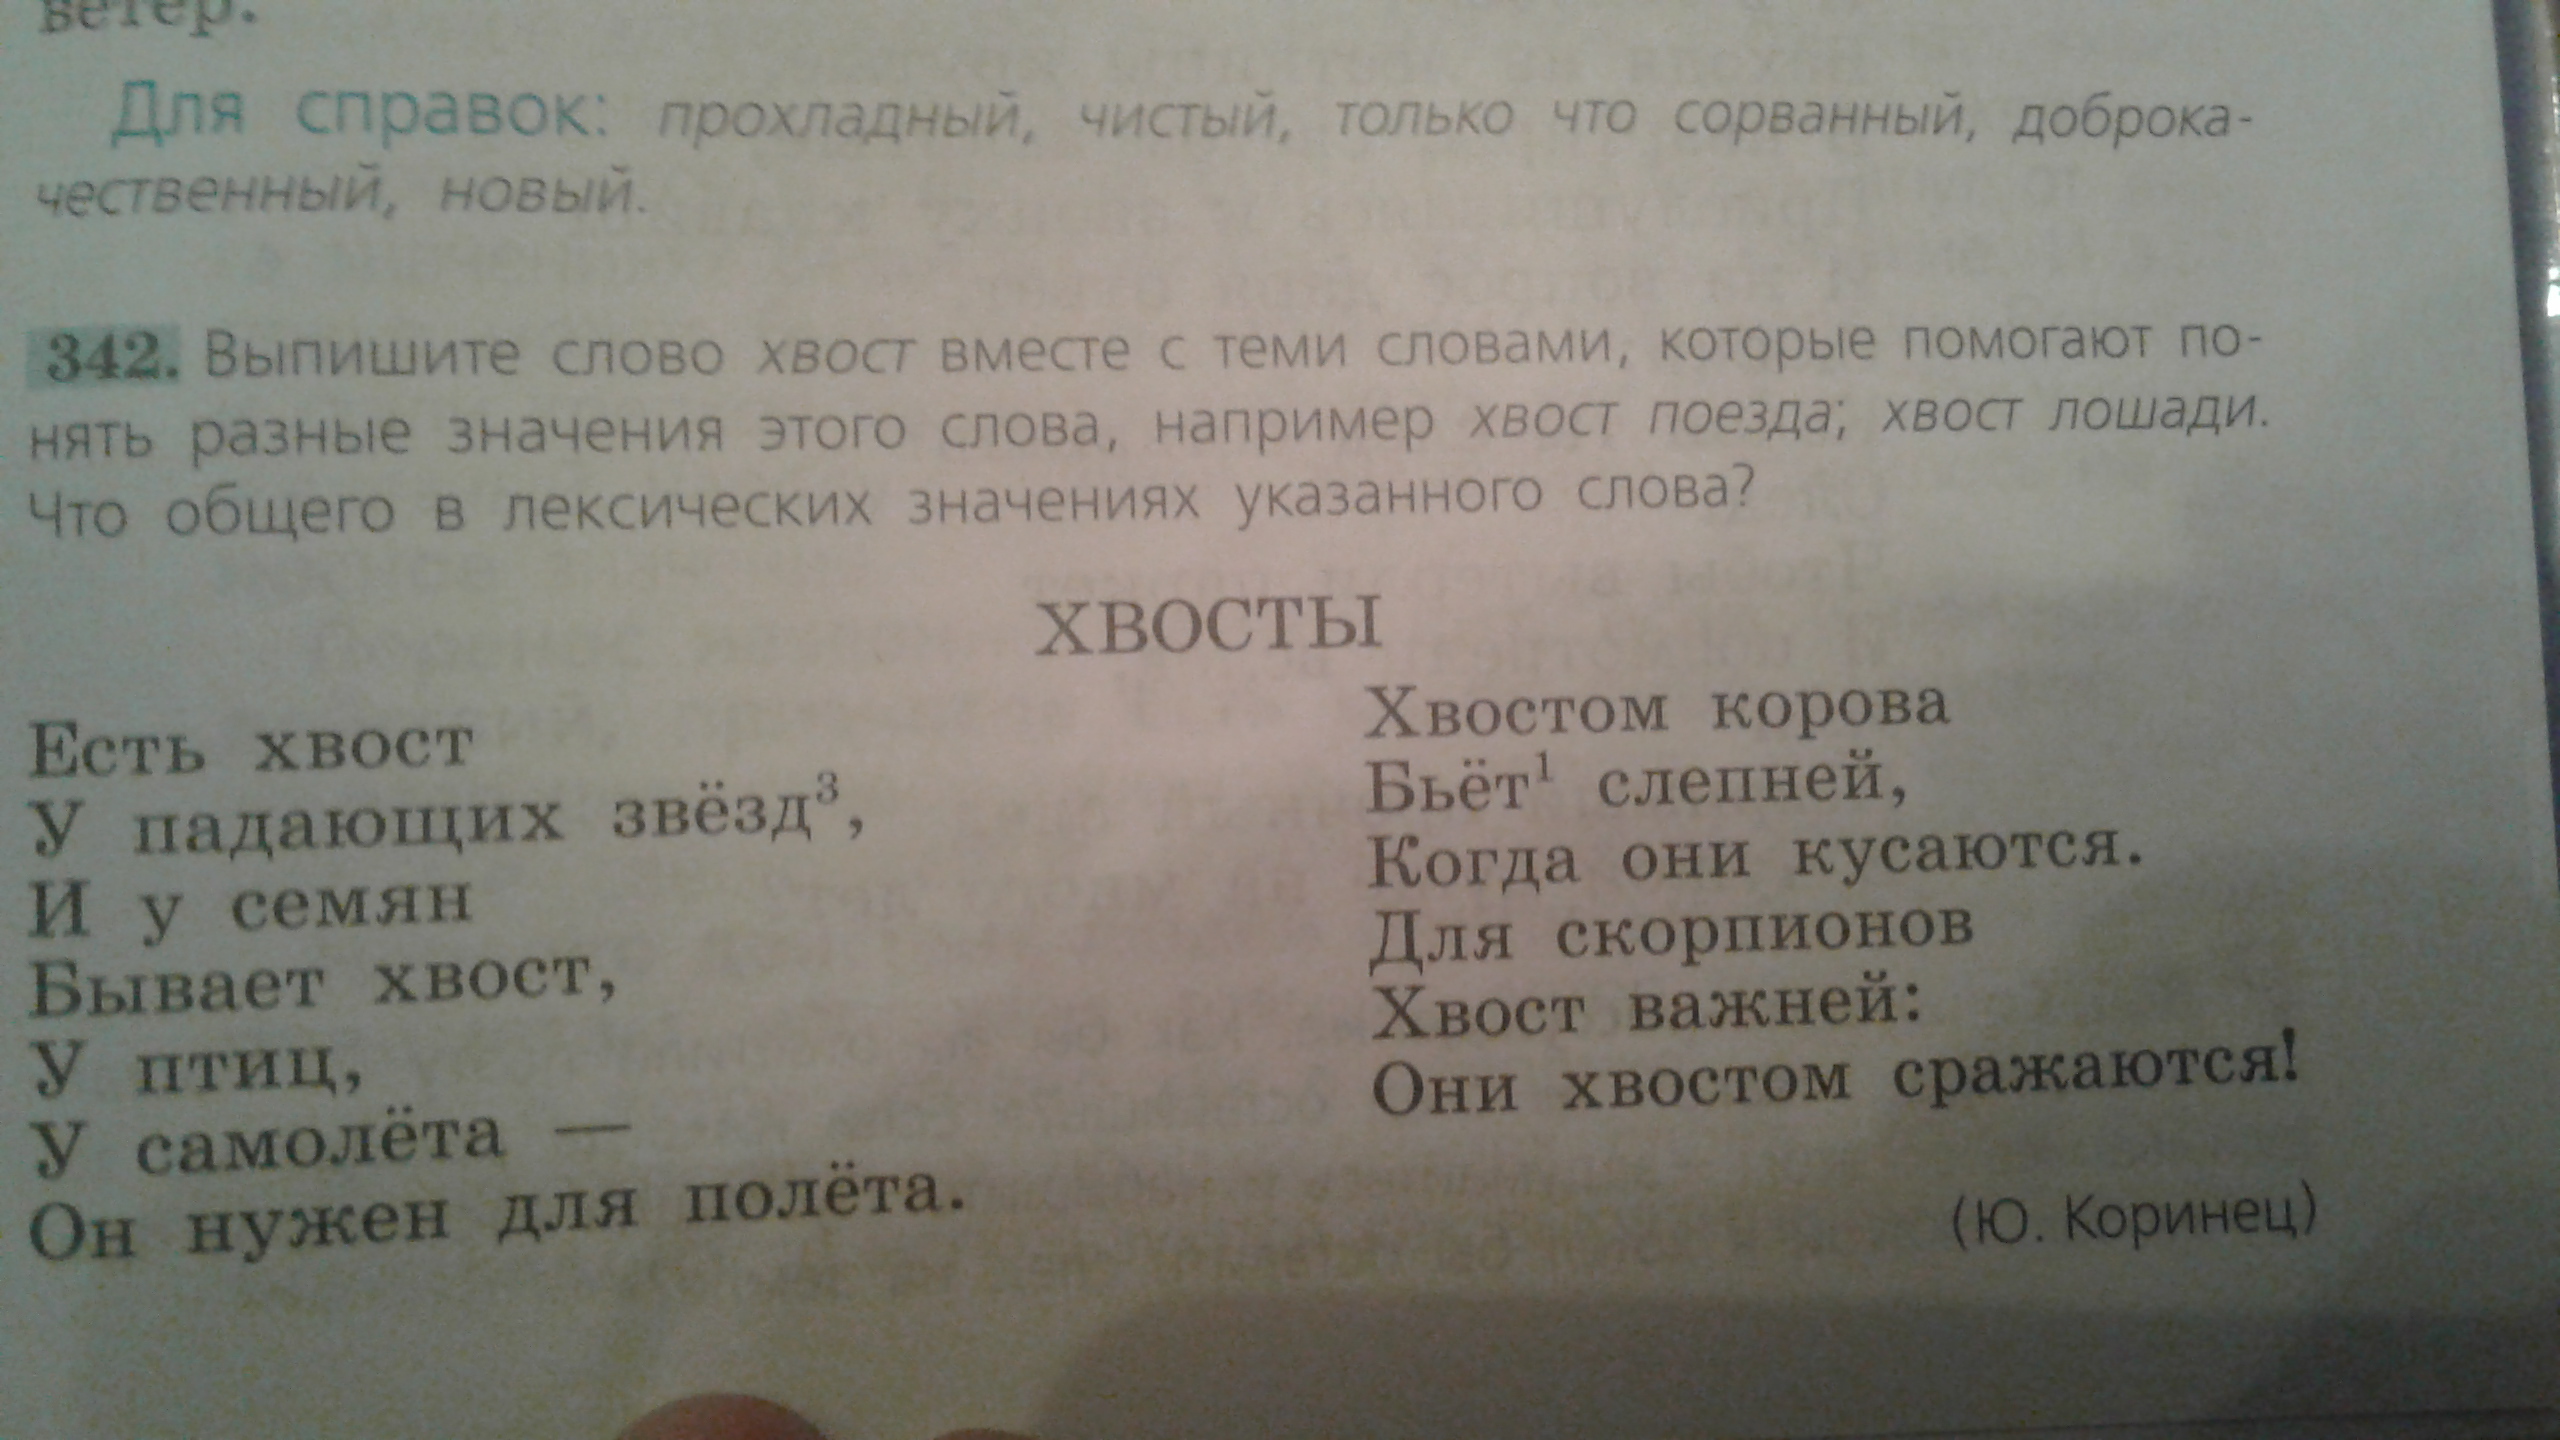 ветер.
Для справок: прохладный, чистый, только что сорванный, доброка-
чественный, новый.
342. Выпишите слово хвост вместе с теми словами, которые помогают по-
нять разные значения этого слова, например хвост поезда; хвост лошади.
Что общего в лексических значениях указанного слова?
ХВОСТЫ
Есть хвост
У падающих звёзд³,
И у семян
Бывает хвост,
У птиц,
У самолёта —
Он нужен для полёта.
Хвостом корова
Бьёт¹ слепней,
Когда они кусаются.
Для скорпионов
Хвост важней:
Они хвостом сражаются!
(Ю. Коринец)